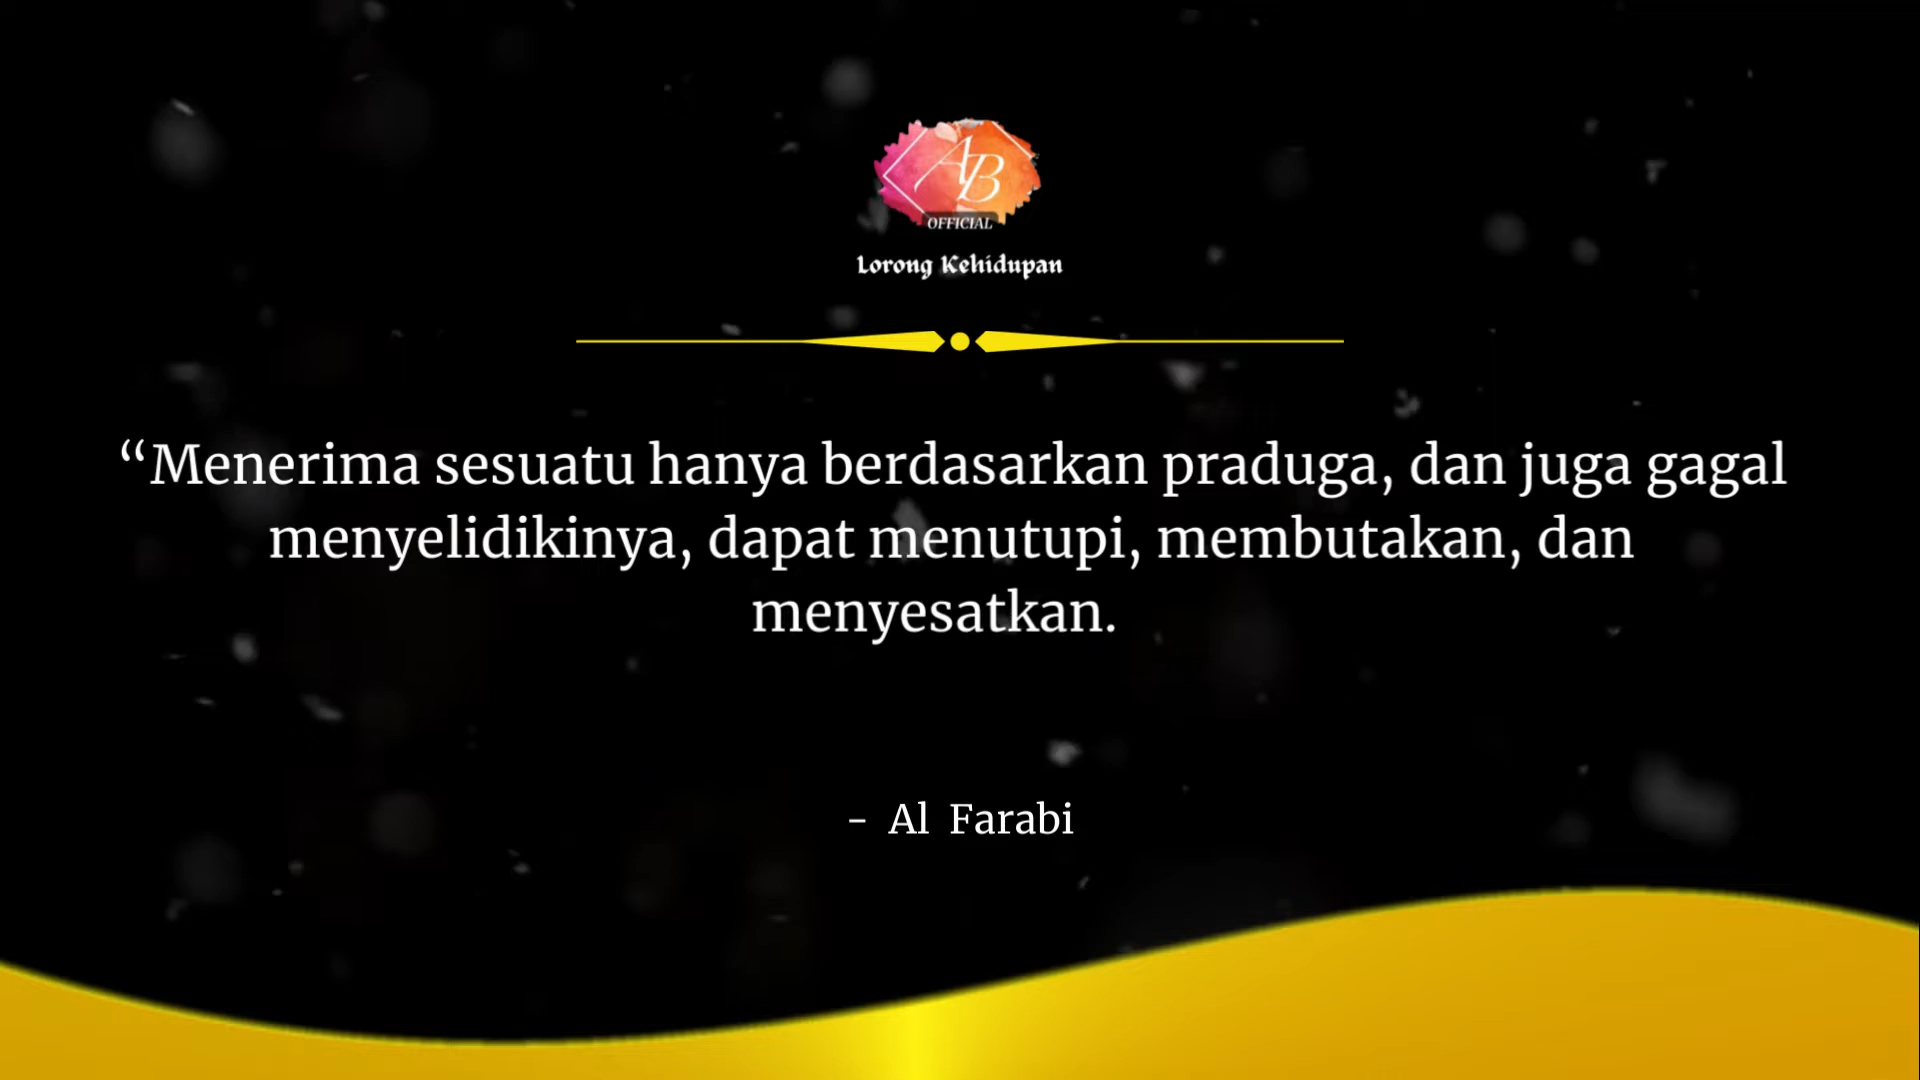 AB
OFFICIAL
Lorong Kehidupan
“Menerima sesuatu hanya berdasarkan praduga, dan juga gagal
menyelidikinya, dapat menutupi, membutakan, dan
menyesatkan.
- Al Farabi